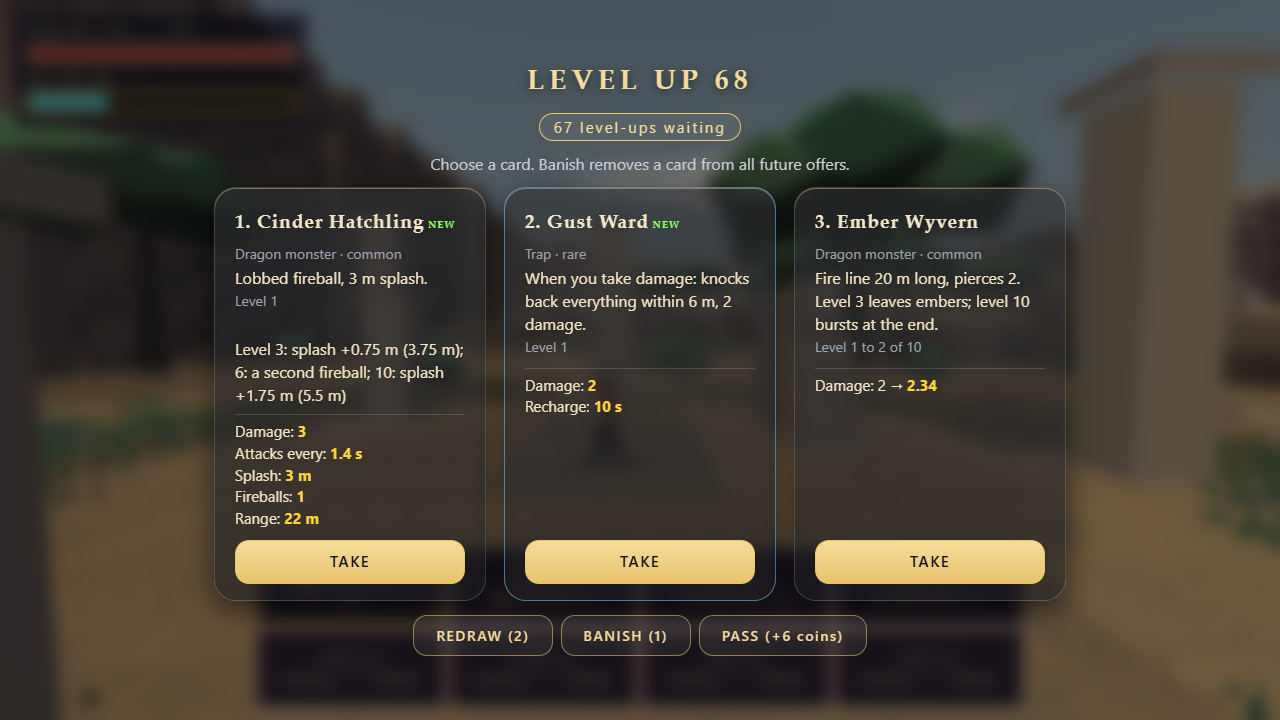 LEVEL UP 68
67 level-ups waiting
Choose a card. Banish removes a card from all future offers.
1. Cinder Hatchling NEW
Dragon monster · common
Lobbed fireball, 3 m splash.
Level 1
Level 3: splash +0.75 m (3.75 m);
6: a second fireball; 10: splash
+1.75 m (5.5 m)
Damage: 3
Attacks every: 1.4 s
Splash: 3 m
Fireballs: 1
Range: 22 m
TAKE
2. Gust Ward NEW
Trap · rare
When you take damage: knocks
back everything within 6 m, 2
damage.
Level 1
Damage: 2
Recharge: 10 s
TAKE
3. Ember Wyvern
Dragon monster · common
Fire line 20 m long, pierces 2.
Level 3 leaves embers; level 10
bursts at the end.
Level 1 to 2 of 10
Damage: 2 → 2.34
TAKE
REDRAW (2)
BANISH (1)
PASS (+6 coins)